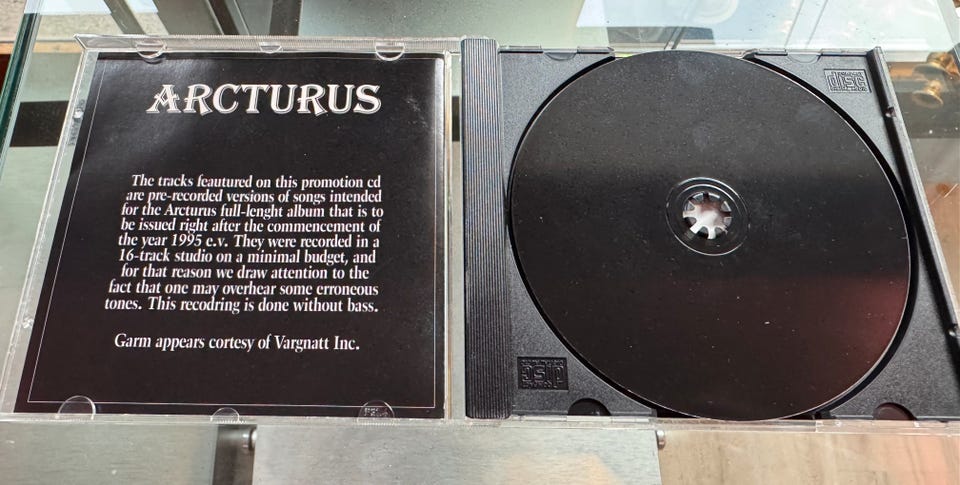 ARCTURUS
The tracks feautured on this promotion cd
are pre-recorded versions of songs intended
for the Arcturus full-lenght album that is to
be issued right after the commencement of
the year 1995 e.v. They were recorded in a
16-track studio on a minimal budget, and
for that reason we draw attention to the
fact that one may overhear some erroneous
tones. This recodring is done without bass.
Garm appears cortesy of Vargnatt Inc.
COMPACT
disc
disc